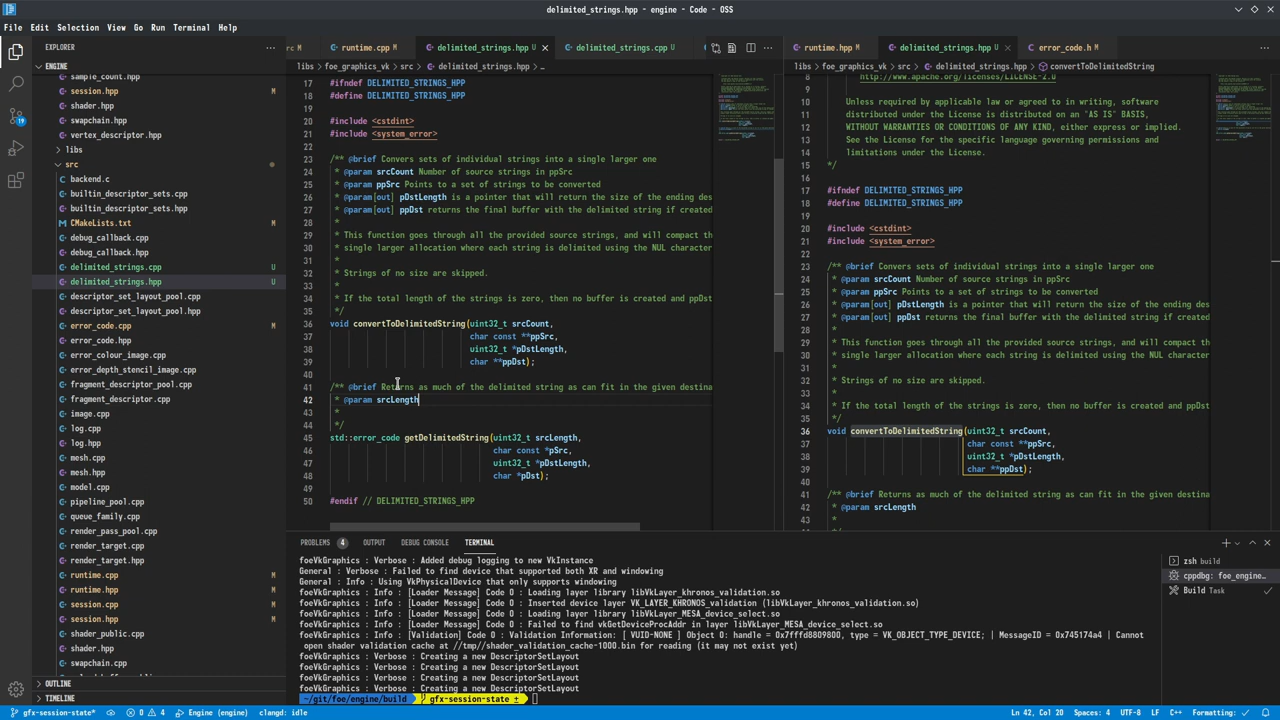 delimited_strings.hpp - engine - Code - OSS
File Edit Selection View Go Run Terminal Help
EXPLORER
ENGINE
sample_count.hpp
session.hpp M
shader.hpp
swapchain.hpp
vertex_descriptor.hpp
libs
src
backend.c
builtin_descriptor_sets.cpp
builtin_descriptor_sets.hpp
CMakeLists.txt M
debug_callback.cpp
debug_callback.hpp
delimited_strings.cpp U
delimited_strings.hpp U
descriptor_set_layout_pool.cpp
descriptor_set_layout_pool.hpp
error_code.cpp M
error_code.hpp
error_colour_image.cpp
error_depth_stencil_image.cpp
fragment_descriptor_pool.cpp
fragment_descriptor.cpp
image.cpp
log.cpp
log.hpp
mesh.cpp
mesh.hpp
model.cpp
pipeline_pool.cpp
queue_family.cpp
render_pass_pool.cpp
render_target.cpp
render_target.hpp
runtime.cpp M
runtime.hpp M
session.cpp M
session.hpp M
shader_public.cpp
shader.hpp
swapchain.cpp
OUTLINE
TIMELINE
rc M runtime.cpp M delimited_strings.hpp U delimited_strings.cpp U
libs > foe_graphics_vk > src > delimited_strings.hpp > ...
17 #ifndef DELIMITED_STRINGS_HPP
18 #define DELIMITED_STRINGS_HPP
19
20 #include <cstdint>
21 #include <system_error>
22
23 /** @brief Convers sets of individual strings into a single larger one
24 * @param srcCount Number of source strings in ppSrc
25 * @param ppSrc Points to a set of strings to be converted
26 * @param[out] pDstLength is a pointer that will return the size of the ending des
27 * @param[out] ppDst returns the final buffer with the delimited string if created
28 *
29 * This function goes through all the provided source strings, and will compact th
30 * single larger allocation where each string is delimited using the NUL character
31 *
32 * Strings of no size are skipped.
33 *
34 * If the total length of the strings is zero, then no buffer is created and ppDst
35 */
36 void convertToDelimitedString(uint32_t srcCount,
37 char const **ppSrc,
38 uint32_t *pDstLength,
39 char **ppDst);
40
41 /** @brief Returns as much of the delimited string as can fit in the given destina
42 * @param srcLength
43 *
44 */
45 std::error_code getDelimitedString(uint32_t srcLength,
46 char const *pSrc,
47 uint32_t *pDstLength,
48 char *pDst);
49
50 #endif // DELIMITED_STRINGS_HPP
runtime.hpp M delimited_strings.hpp U error_code.h M
libs > foe_graphics_vk > src > delimited_strings.hpp > convertToDelimitedString
8 http://www.apache.org/licenses/LICENSE-2.0
9
10 Unless required by applicable law or agreed to in writing, software
11 distributed under the License is distributed on an "AS IS" BASIS,
12 WITHOUT WARRANTIES OR CONDITIONS OF ANY KIND, either express or implied.
13 See the License for the specific language governing permissions and
14 limitations under the License.
15 */
16
17 #ifndef DELIMITED_STRINGS_HPP
18 #define DELIMITED_STRINGS_HPP
19
20 #include <cstdint>
21 #include <system_error>
22
23 /** @brief Convers sets of individual strings into a single larger one
24 * @param srcCount Number of source strings in ppSrc
25 * @param ppSrc Points to a set of strings to be converted
26 * @param[out] pDstLength is a pointer that will return the size of the ending des
27 * @param[out] ppDst returns the final buffer with the delimited string if created
28 *
29 * This function goes through all the provided source strings, and will compact th
30 * single larger allocation where each string is delimited using the NUL character
31 *
32 * Strings of no size are skipped.
33 *
34 * If the total length of the strings is zero, then no buffer is created and ppDst
35 */
36 void convertToDelimitedString(uint32_t srcCount,
37 char const **ppSrc,
38 uint32_t *pDstLength,
39 char **ppDst);
40
41 /** @brief Returns as much of the delimited string as can fit in the given destina
42 * @param srcLength
43 *
PROBLEMS 4 OUTPUT DEBUG CONSOLE TERMINAL
foeVkGraphics : Verbose : Added debug logging to new VkInstance
General : Verbose : Failed to find device that supported both XR and windowing
General : Info : Using VkPhysicalDevice that only supports windowing
foeVkGraphics : Info : [Loader Message] Code 0 : Loading layer library libVkLayer_khronos_validation.so
foeVkGraphics : Info : [Loader Message] Code 0 : Inserted device layer VK_LAYER_KHRONOS_validation (libVkLayer_khronos_validation.so)
foeVkGraphics : Info : [Loader Message] Code 0 : Loading layer library libVkLayer_MESA_device_select.so
foeVkGraphics : Info : [Loader Message] Code 0 : Failed to find vkGetDeviceProcAddr in layer libVkLayer_MESA_device_select.so
foeVkGraphics : Info : [Validation] Code 0 : Validation Information: [ VUID-NONE ] Object 0: handle = 0x7fffd8809800, type = VK_OBJECT_TYPE_DEVICE; | MessageID = 0x745174a4 | Cannot
open shader validation cache at //tmp//shader_validation_cache-1000.bin for reading (it may not exist yet)
foeVkGraphics : Verbose : Creating a new DescriptorSetLayout
foeVkGraphics : Verbose : Creating a new DescriptorSetLayout
foeVkGraphics : Verbose : Creating a new DescriptorSetLayout
foeVkGraphics : Verbose : Creating a new DescriptorSetLayout
~/git/foe/engine/build gfx-session-state ±
zsh build
cppdbg: foe_engine...
Build Task
gfx-session-state* 0 4 Engine (engine) clangd: idle Ln 42, Col 20 Spaces: 4 UTF-8 LF C++ Formatting: ✓